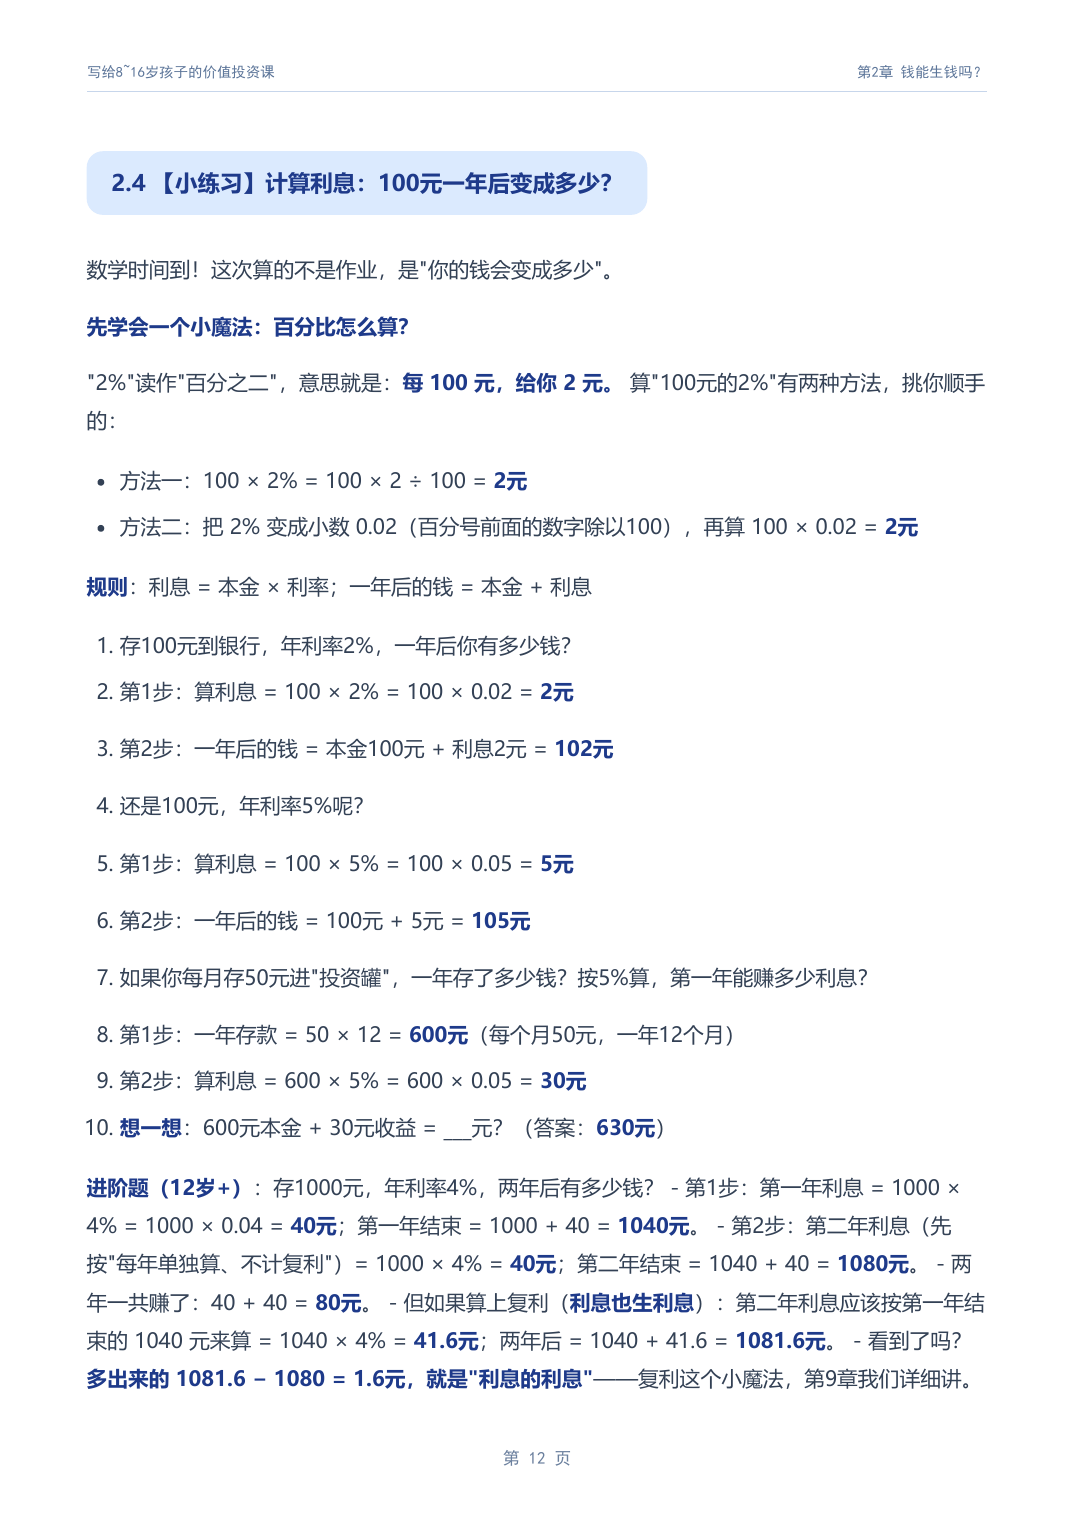 写给8~16岁孩子的价值投资课
第2章 钱能生钱吗？
2.4 【小练习】计算利息：100元一年后变成多少？
数学时间到！这次算的不是作业，是"你的钱会变成多少"。
先学会一个小魔法：百分比怎么算？
"2%"读作"百分之二"，意思就是：每 100 元，给你 2 元。 算"100元的2%"有两种方法，挑你顺手
的：
• 方法一：100 × 2% = 100 × 2 ÷ 100 = 2元
• 方法二：把 2% 变成小数 0.02（百分号前面的数字除以100），再算 100 × 0.02 = 2元
规则：利息 = 本金 × 利率；一年后的钱 = 本金 + 利息
1. 存100元到银行，年利率2%，一年后你有多少钱？
2. 第1步：算利息 = 100 × 2% = 100 × 0.02 = 2元
3. 第2步：一年后的钱 = 本金100元 + 利息2元 = 102元
4. 还是100元，年利率5%呢？
5. 第1步：算利息 = 100 × 5% = 100 × 0.05 = 5元
6. 第2步：一年后的钱 = 100元 + 5元 = 105元
7. 如果你每月存50元进"投资罐"，一年存了多少钱？按5%算，第一年能赚多少利息？
8. 第1步：一年存款 = 50 × 12 = 600元（每个月50元，一年12个月）
9. 第2步：算利息 = 600 × 5% = 600 × 0.05 = 30元
10. 想一想：600元本金 + 30元收益 = ___元？（答案：630元）
进阶题（12岁+）：存1000元，年利率4%，两年后有多少钱？ - 第1步：第一年利息 = 1000 ×
4% = 1000 × 0.04 = 40元；第一年结束 = 1000 + 40 = 1040元。 - 第2步：第二年利息（先
按"每年单独算、不计复利"）= 1000 × 4% = 40元；第二年结束 = 1040 + 40 = 1080元。 - 两
年一共赚了：40 + 40 = 80元。 - 但如果算上复利（利息也生利息）：第二年利息应该按第一年结
束的 1040 元来算 = 1040 × 4% = 41.6元；两年后 = 1040 + 41.6 = 1081.6元。 - 看到了吗？
多出来的 1081.6 − 1080 = 1.6元，就是"利息的利息"——复利这个小魔法，第9章我们详细讲。
第 12 页